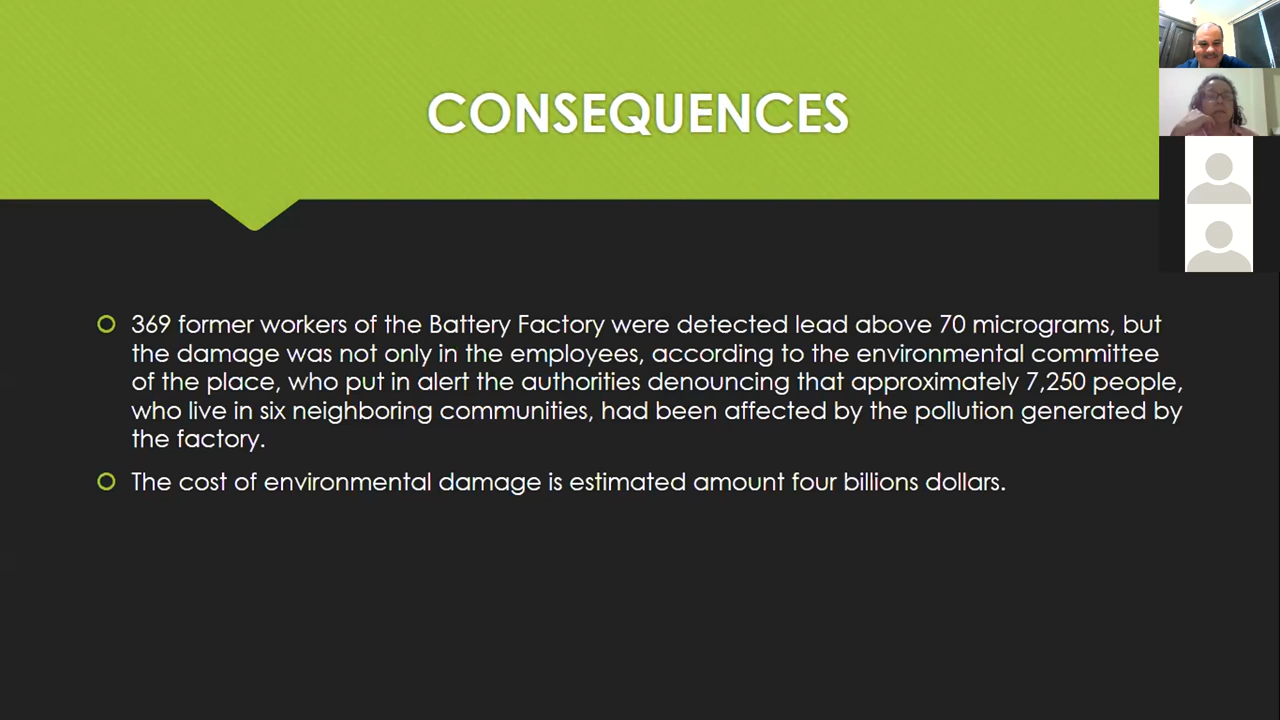 CONSEQUENCES
369 former workers of the Battery Factory were detected lead above 70 micrograms, but
the damage was not only in the employees, according to the environmental committee
of the place, who put in alert the authorities denouncing that approximately 7,250 people,
who live in six neighboring communities, had been affected by the pollution generated by
the factory.
The cost of environmental damage is estimated amount four billions dollars.